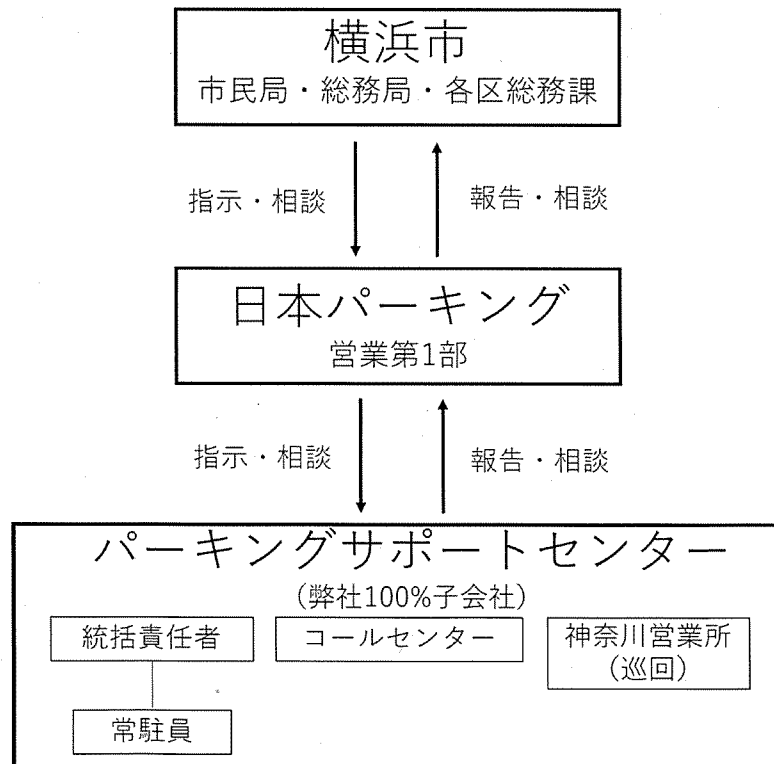 横浜市
市民局・総務局・各区総務課
指示・相談
報告・相談
日本パーキング
営業第1部
指示・相談
報告・相談
パーキングサポートセンター
(弊社100%子会社)
統括責任者
コールセンター
神奈川営業所
(巡回)
常駐員